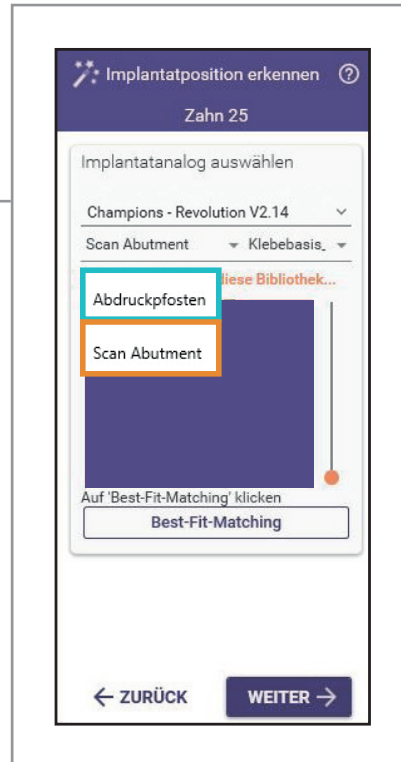 Implantatposition erkennen
Zahn 25
Implantatanalog auswählen
Champions - Revolution V2.14
Scan Abutment Klebebasis_
diese Bibliothek...
Abdruckpfosten
Scan Abutment
Auf 'Best-Fit-Matching' klicken
Best-Fit-Matching
ZURÜCK WEITER